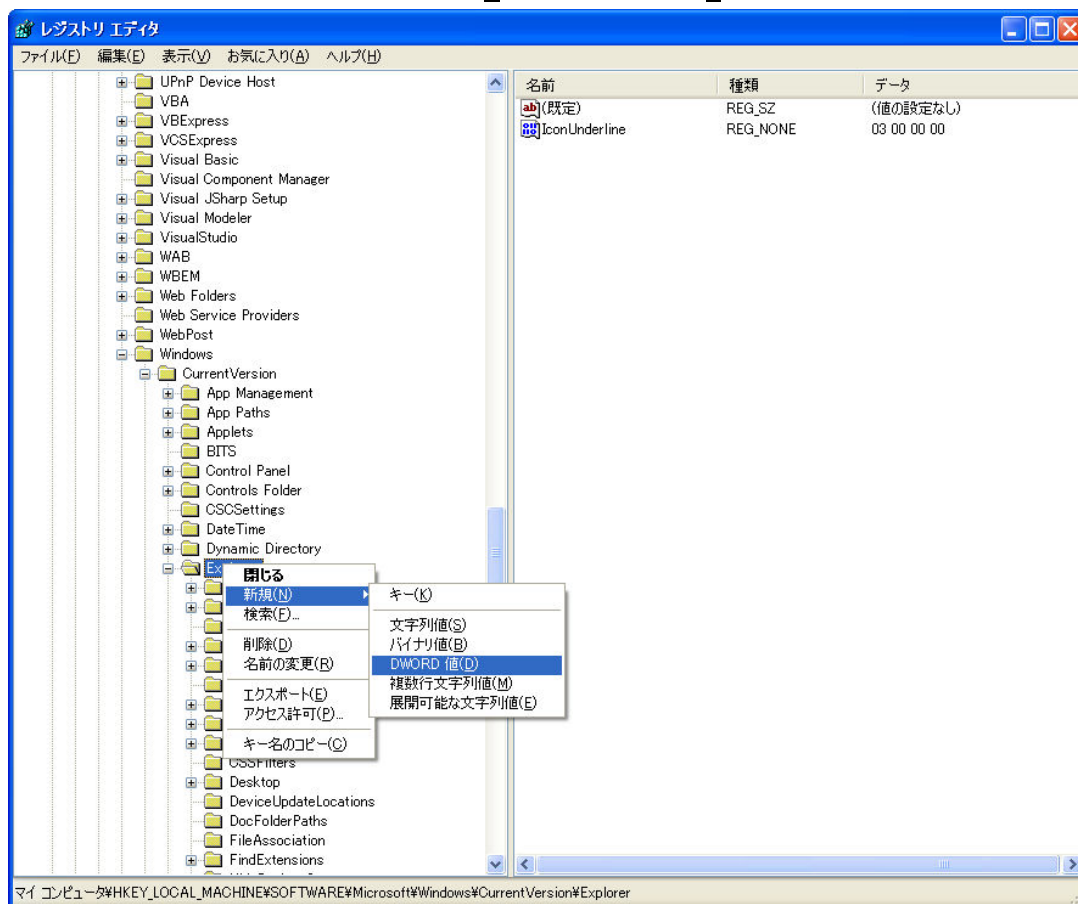 レジストリ エディタ
ファイル(F) 編集(E) 表示(V) お気に入り(A) ヘルプ(H)
UPnP Device Host
VBA
VBExpress
VCSExpress
Visual Basic
Visual Component Manager
Visual JSharp Setup
Visual Modeler
VisualStudio
WAB
WBEM
Web Folders
Web Service Providers
WebPost
Windows
CurrentVersion
App Management
App Paths
Applets
BITS
Control Panel
Controls Folder
CSCSettings
DateTime
Dynamic Directory
閉じる
新規(N)
検索(F)...
削除(D)
名前の変更(R)
エクスポート(E)
アクセス許可(P)...
キー名のコピー(C)
キー(K)
文字列値(S)
バイナリ値(B)
DWORD 値(D)
複数行文字列値(M)
展開可能な文字列値(E)
CSSFilters
Desktop
DeviceUpdateLocations
DocFolderPaths
FileAssociation
FindExtensions
名前 種類 データ
(既定) REG_SZ (値の設定なし)
IconUnderline REG_NONE 03 00 00 00
マイ コンピュータ¥HKEY_LOCAL_MACHINE¥SOFTWARE¥Microsoft¥Windows¥CurrentVersion¥Explorer